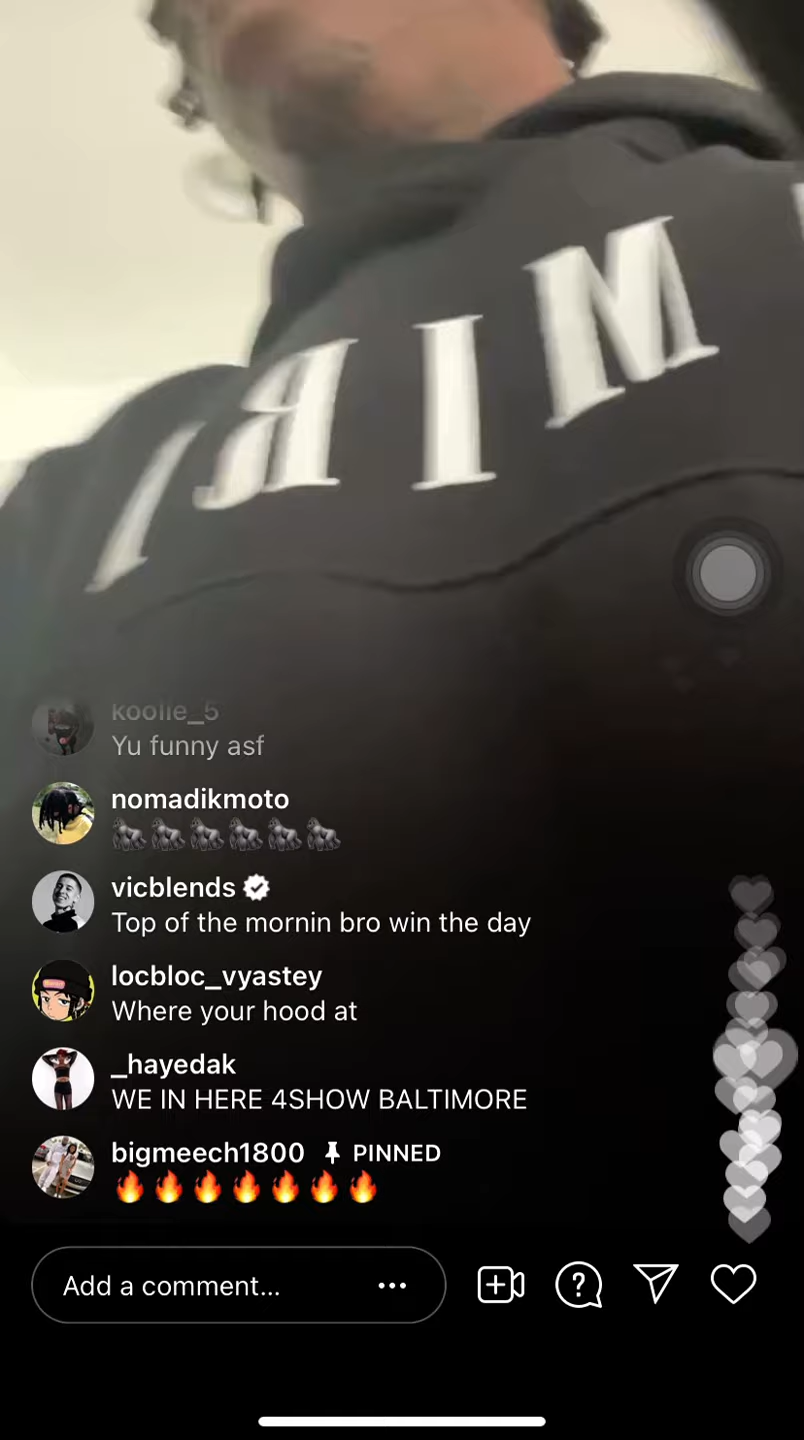 MIRI
koolie_5
Yu funny asf
nomadikmoto
🦍🦍🦍🦍🦍🦍
vicblends
Top of the mornin bro win the day
locbloc_vyastey
Where your hood at
_hayedak
WE IN HERE 4SHOW BALTIMORE
bigmeech1800 PINNED
🔥🔥🔥🔥🔥🔥🔥
Add a comment...